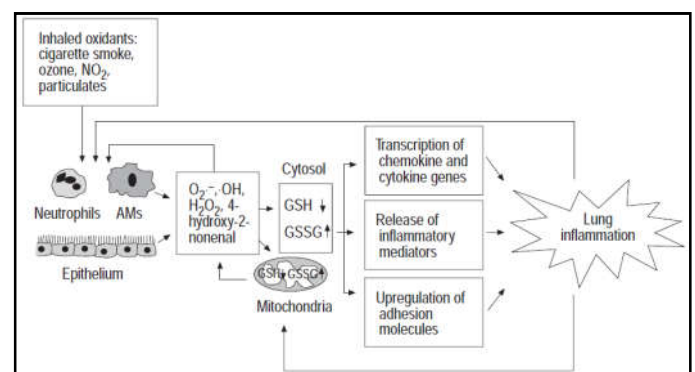 Inhaled oxidants:
cigarette smoke,
ozone, NO₂,
particulates
Neutrophils AMs
Epithelium
O₂·⁻, ·OH,
H₂O₂, 4-
hydroxy-2-
nonenal
Cytosol
GSH
GSSG
GSH GSSG
Mitochondria
Transcription of
chemokine and
cytokine genes
Release of
inflammatory
mediators
Upregulation of
adhesion
molecules
Lung
inflammation